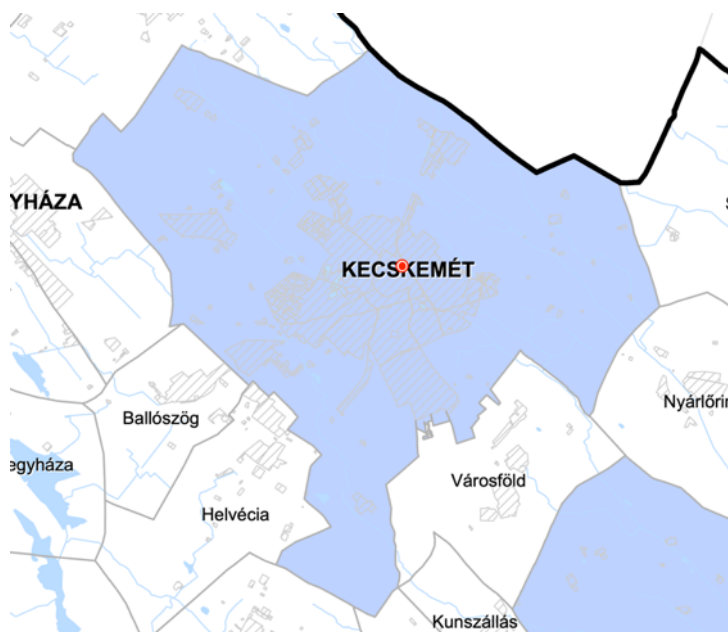 YHÁZA
KECSKEMÉT
Nyárlőrin
Ballószög
egyháza
Városföld
Helvécia
Kunszállás